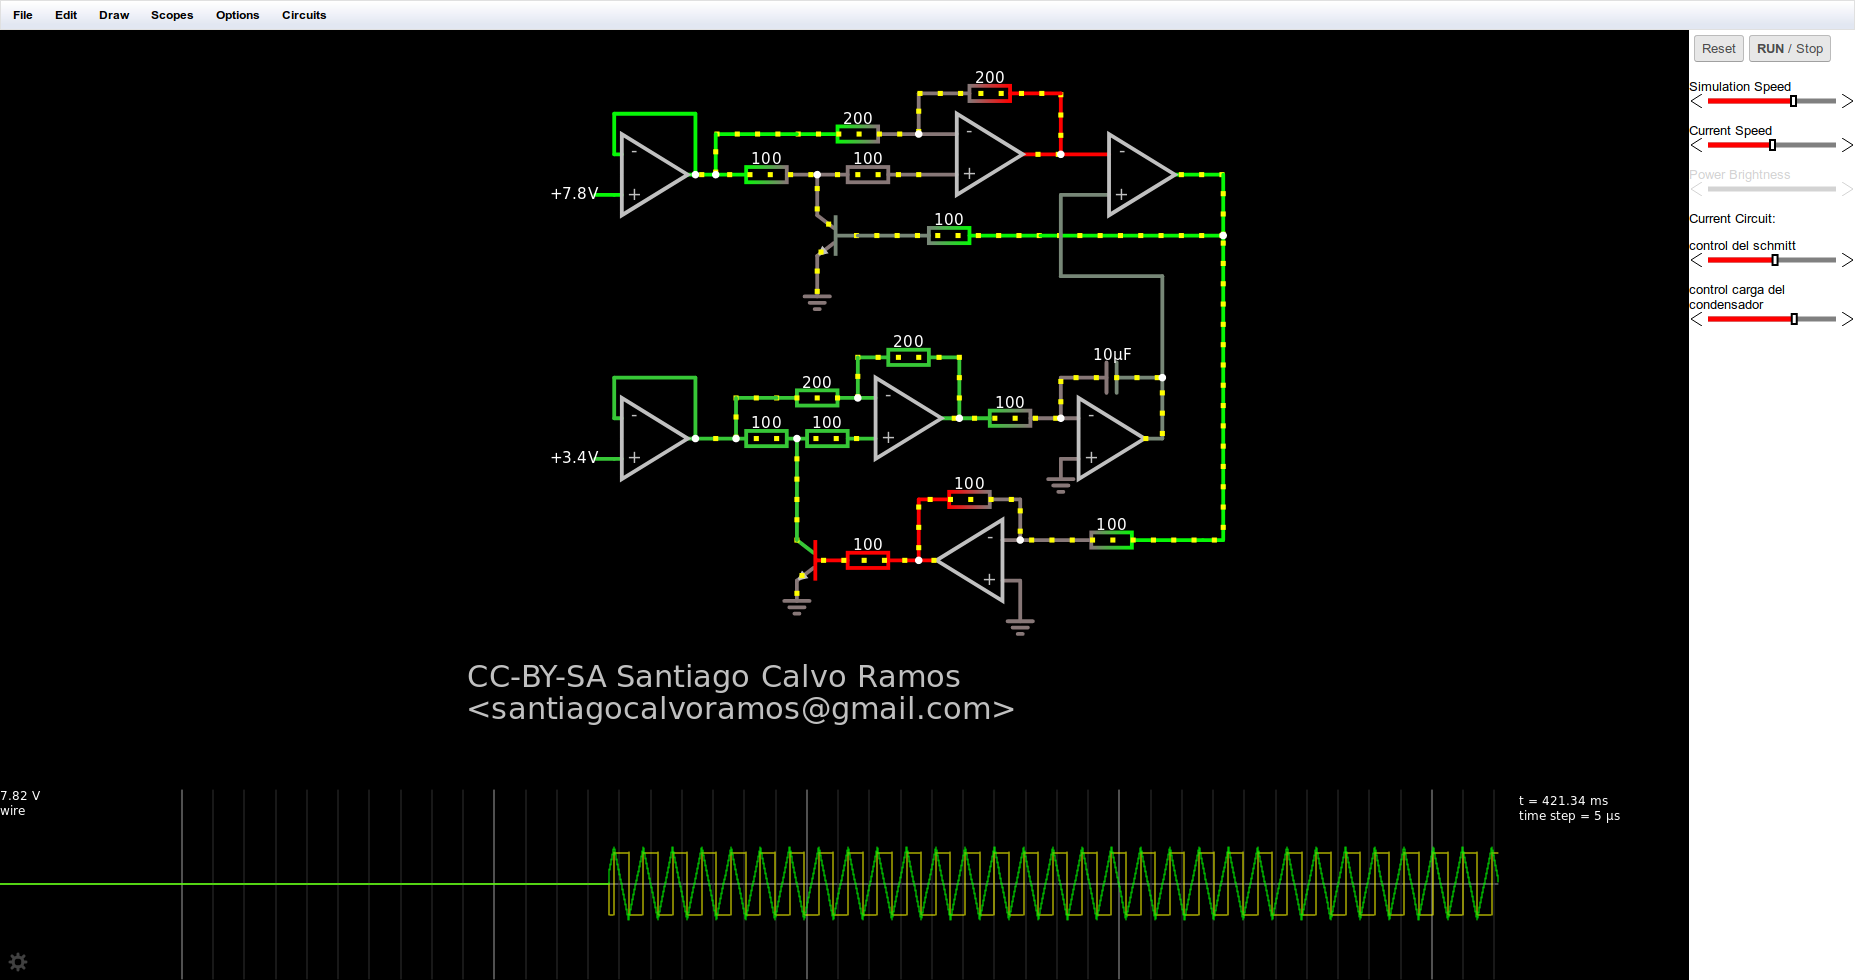 File Edit Draw Scopes Options Circuits
Reset RUN / Stop
Simulation Speed
Current Speed
Power Brightness
Current Circuit:
control del schmitt
control carga del
condensador
200
200
100
100
-
+
-
+
-
+
+7.8V
100
200
200
100
100
-
+
+3.4V
-
+
100
10µF
-
+
100
100
100
-
+
CC-BY-SA Santiago Calvo Ramos
<santiagocalvoramos@gmail.com>
7.82 V
wire
t = 421.34 ms
time step = 5 µs